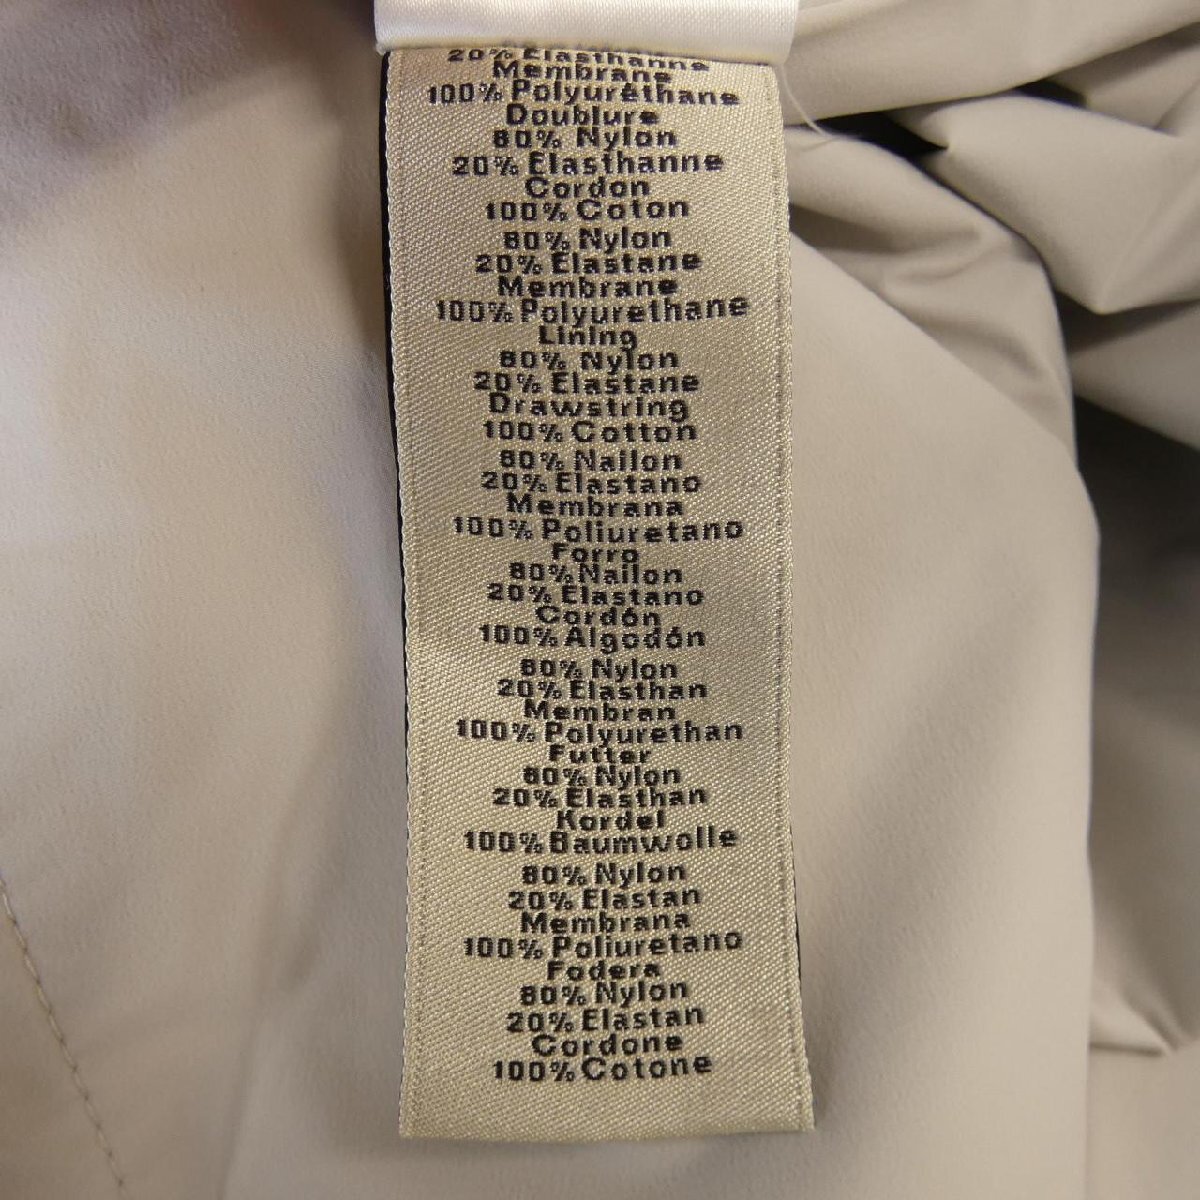 20% Elasthanne
Membrane
100% Polyuréthane
Doublure
80% Nylon
20% Elasthanne
Cordon
100% Coton
80% Nylon
20% Elastane
Membrane
100% Polyurethane
Lining
80% Nylon
20% Elastane
Drawstring
100% Cotton
80% Nailon
20% Elastano
Membrana
100% Poliuretano
Forro
80% Nailon
20% Elastano
Cordón
100% Algodón
80% Nylon
20% Elasthan
Membran
100% Polyurethan
Futter
80% Nylon
20% Elasthan
Kordel
100% Baumwolle
80% Nylon
20% Elastan
Membrana
100% Poliuretano
Fodera
80% Nylon
20% Elastan
Cordone
100% Cotone